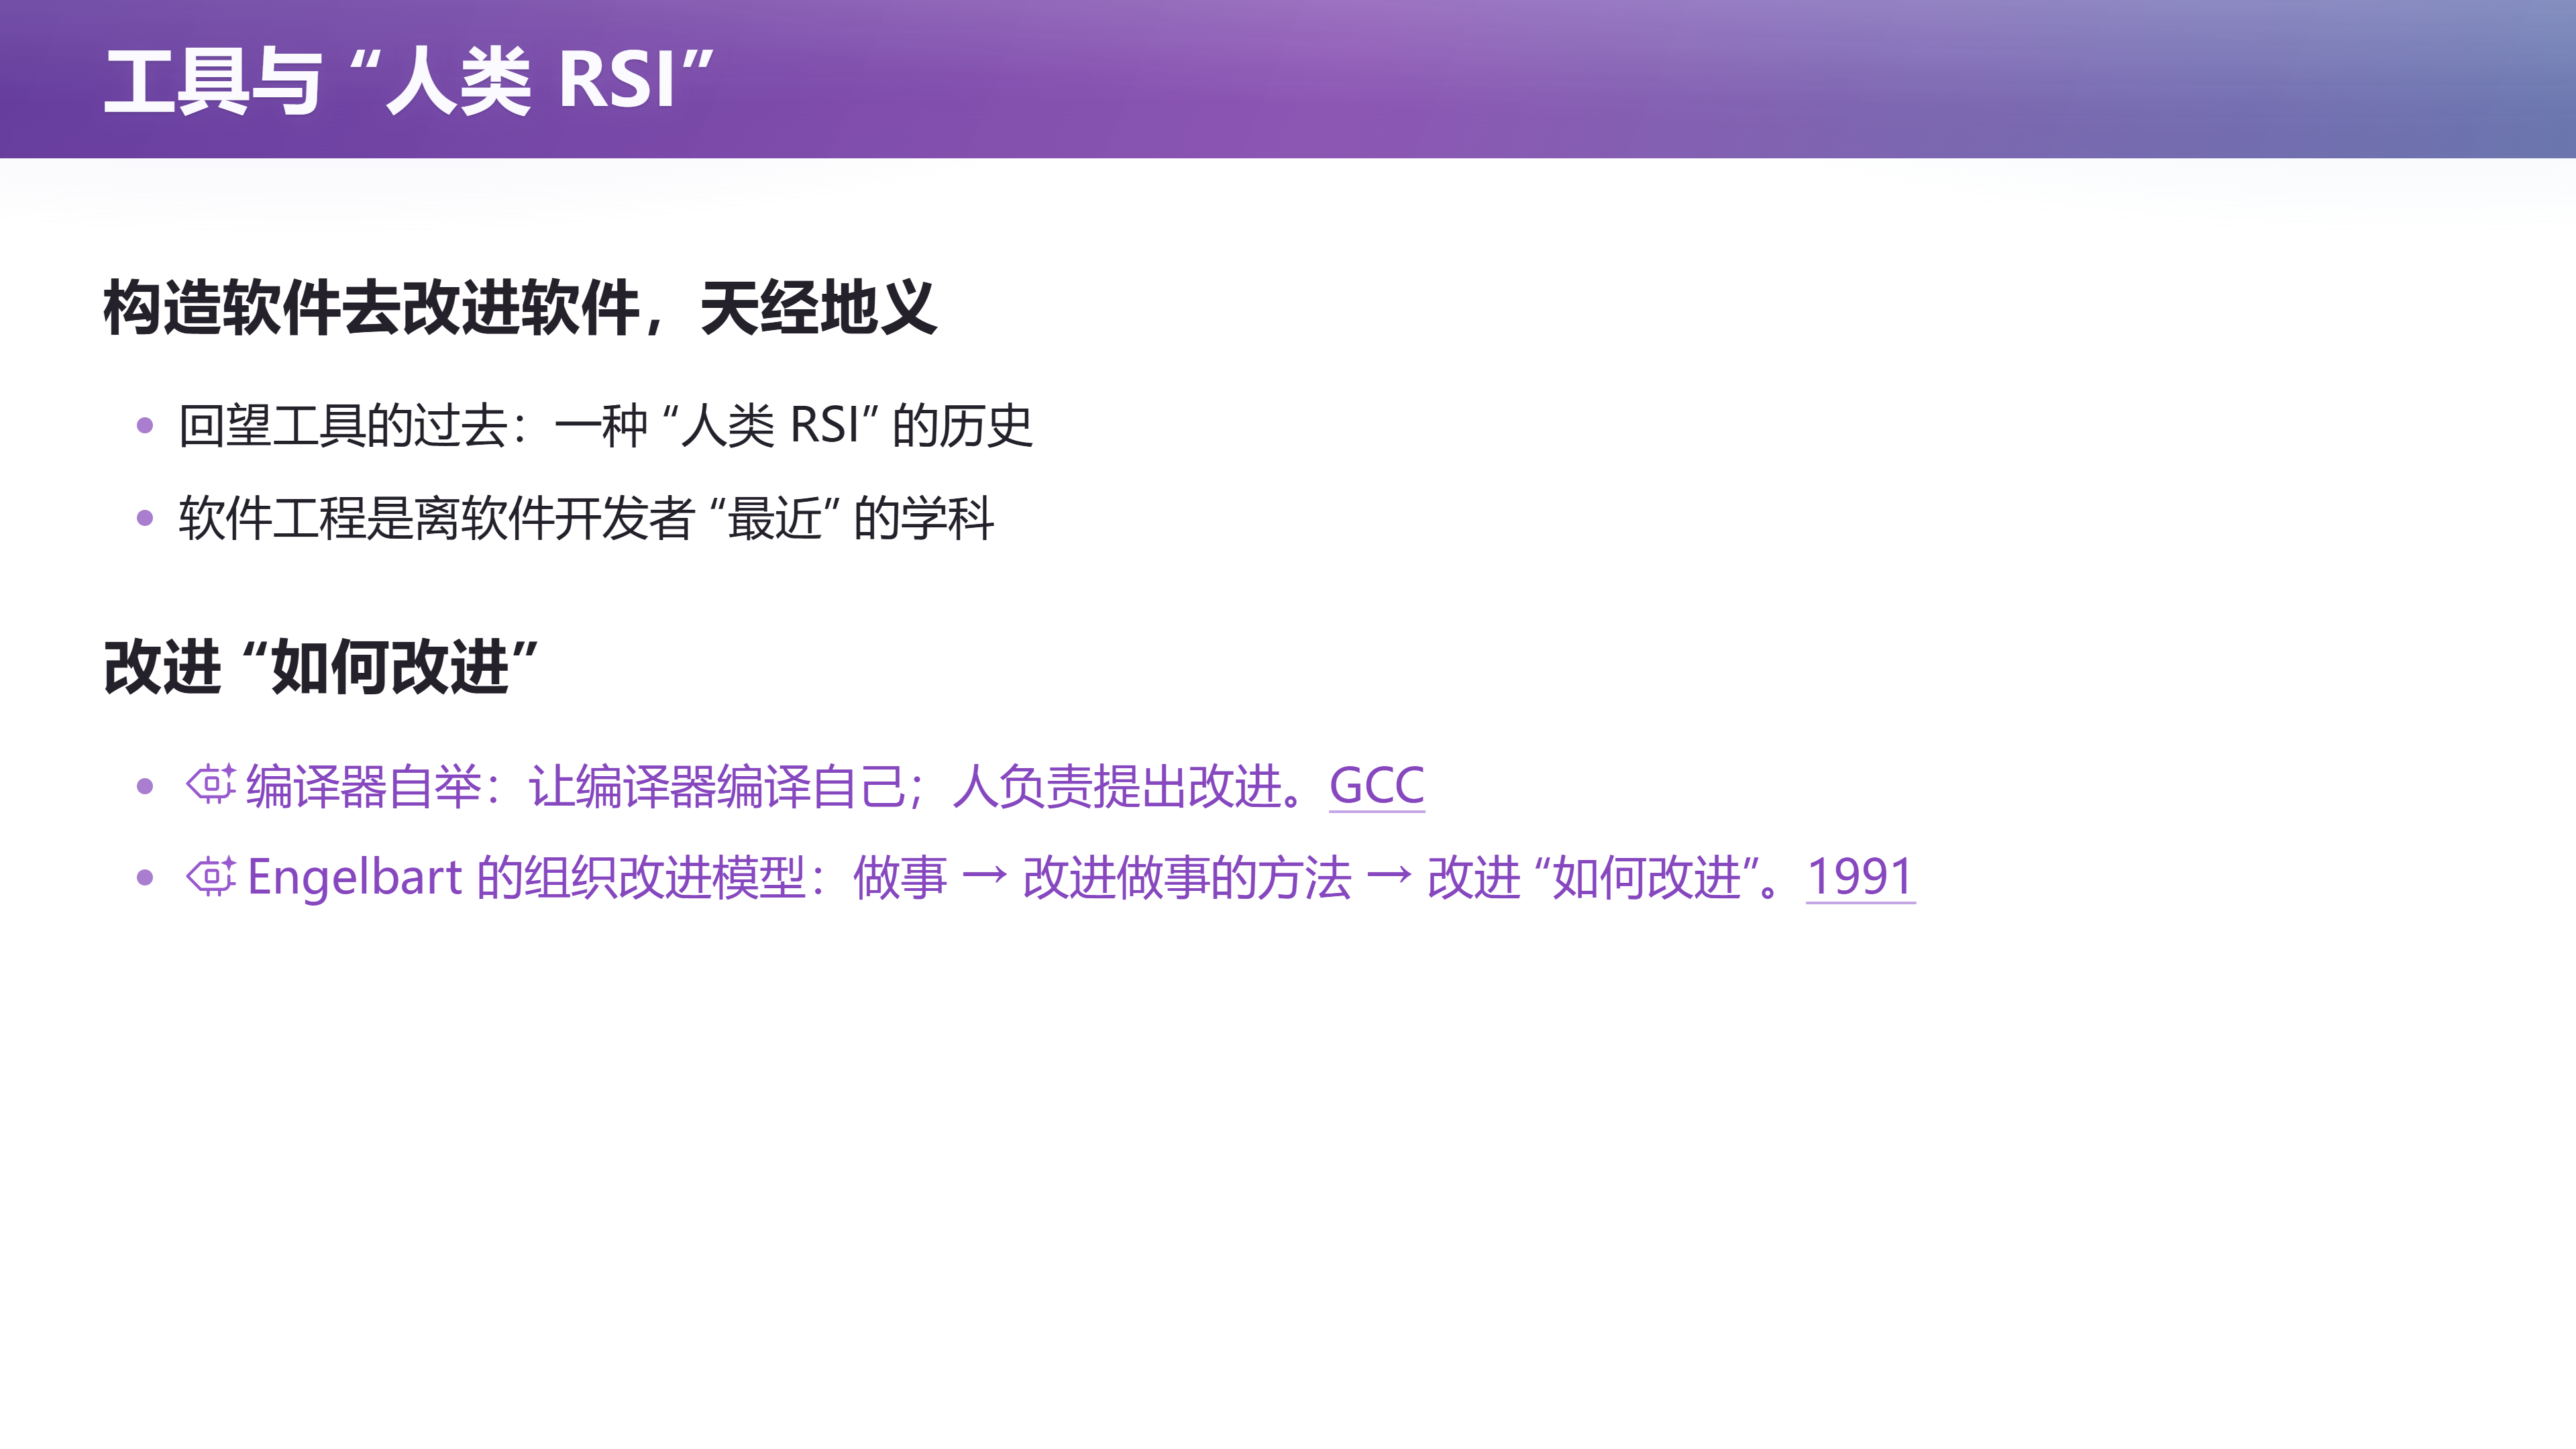 工具与 “人类 RSI”
构造软件去改进软件，天经地义
• 回望工具的过去：一种 “人类 RSI” 的历史
• 软件工程是离软件开发者 “最近” 的学科
改进 “如何改进”
• 编译器自举：让编译器编译自己；人负责提出改进。GCC
• Engelbart 的组织改进模型：做事 → 改进做事的方法 → 改进 “如何改进”。1991